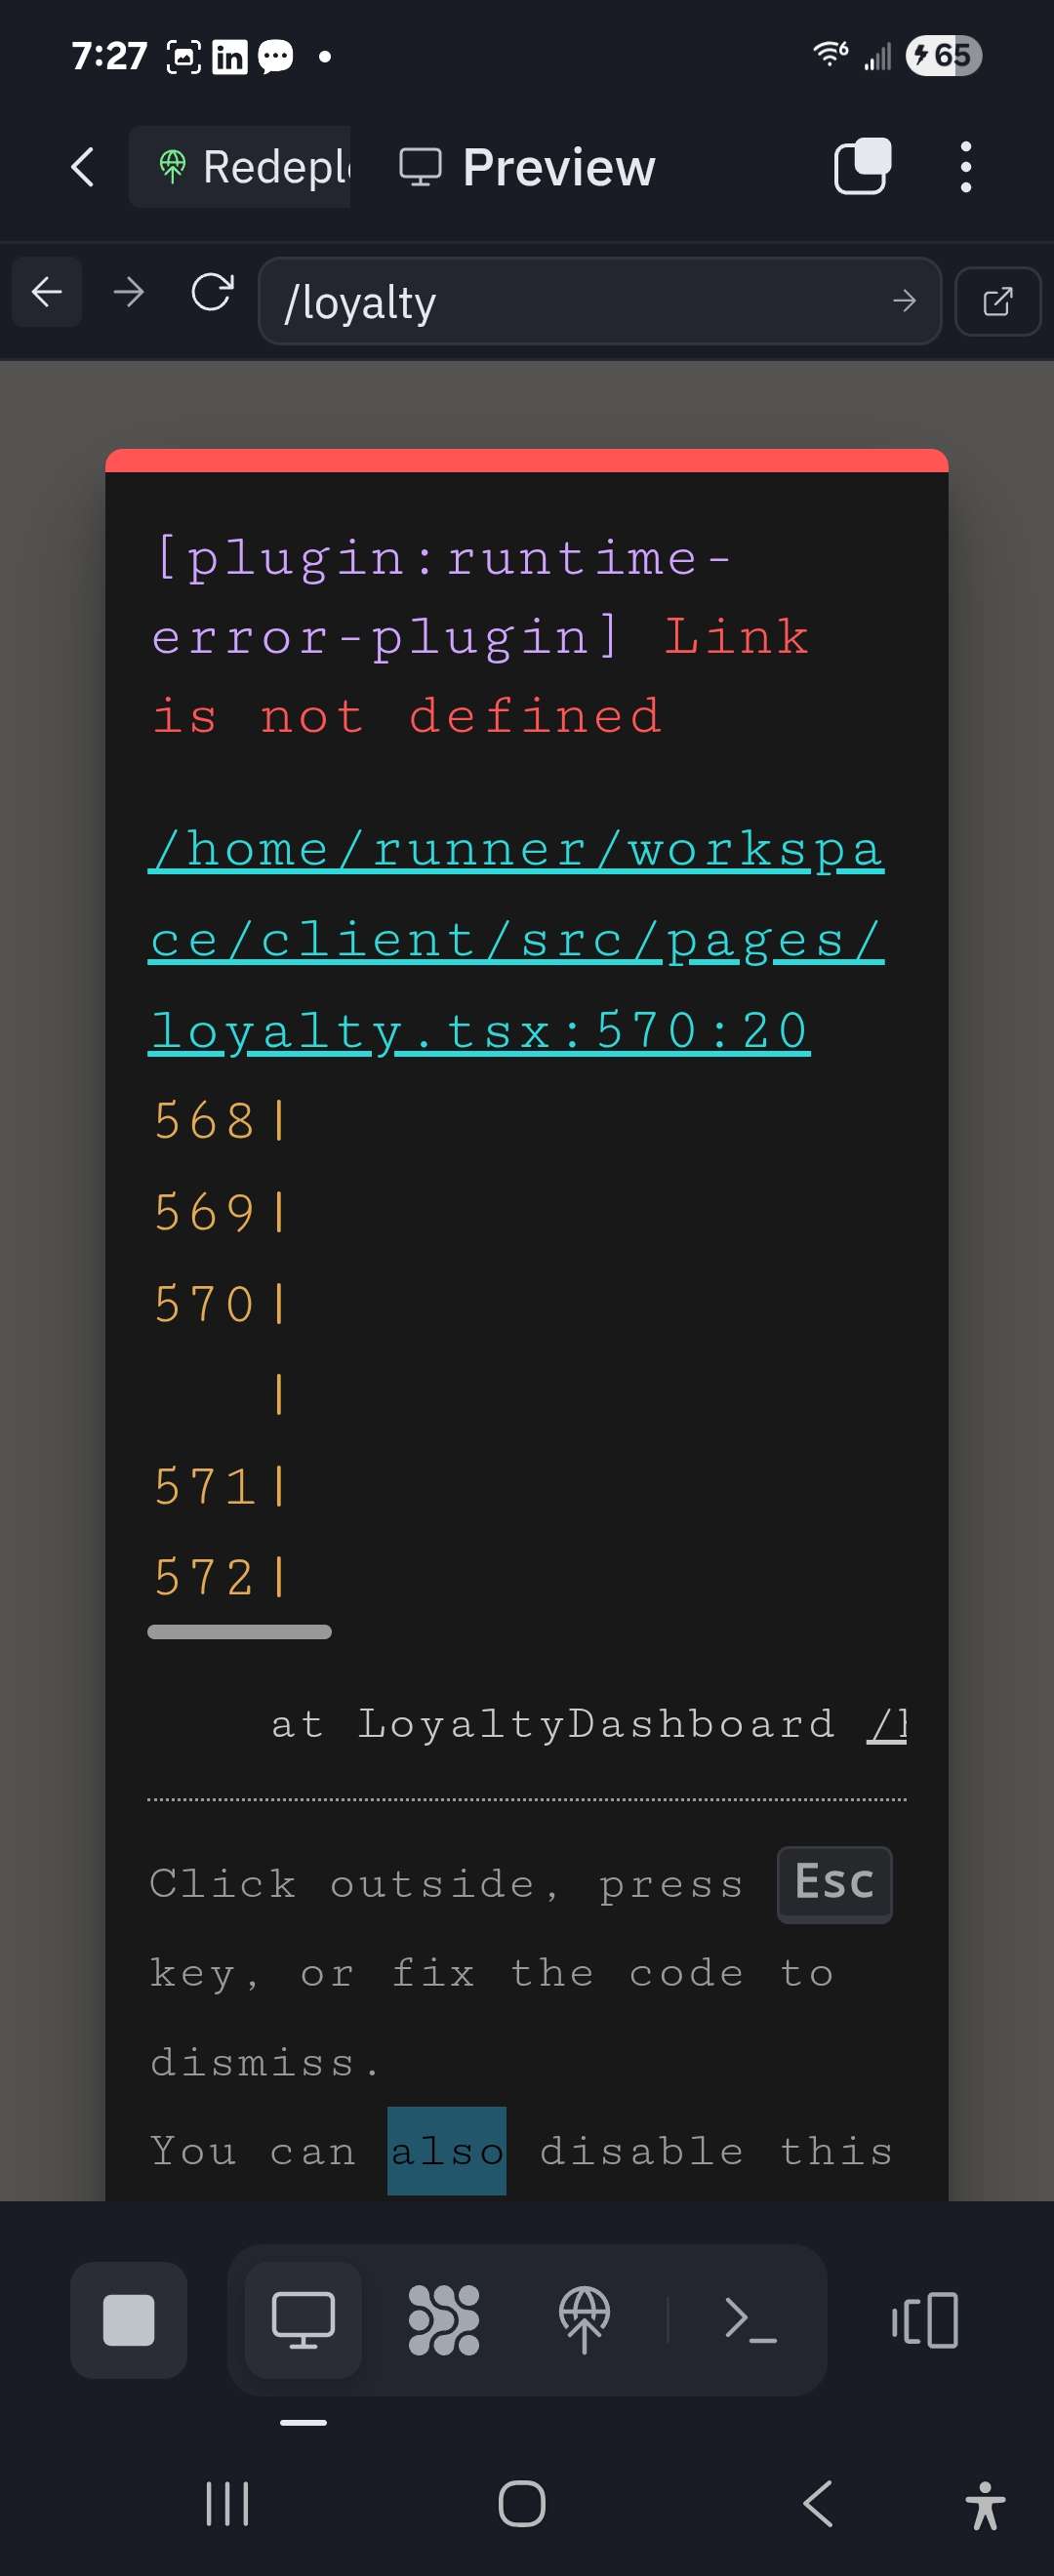 7:27
65
Redepl
Preview
/loyalty
[plugin:runtime-
error-plugin] Link
is not defined
/home/runner/workspa
ce/client/src/pages/
loyalty.tsx:570:20
568|
569|
570|
|
571|
572|
at LoyaltyDashboard /
Click outside, press Esc
key, or fix the code to
dismiss.
You can also disable this